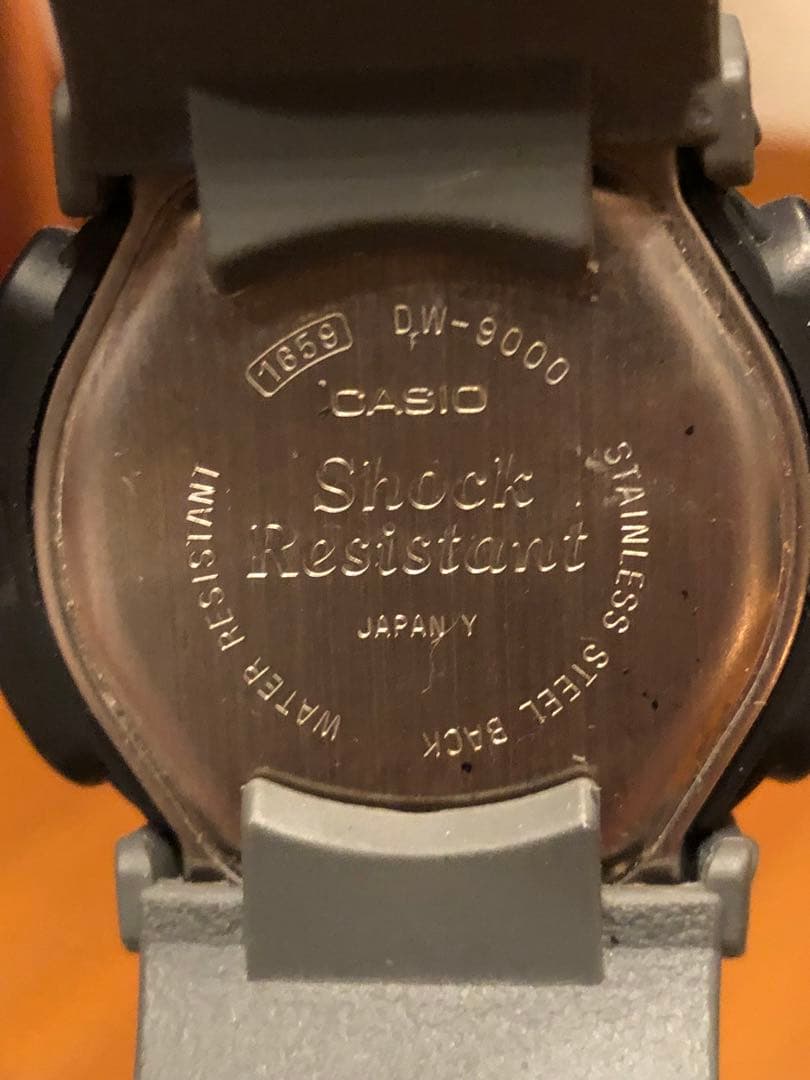 1659 DW-9000
CASIO
Shock
Resistant
JAPAN Y
WATER RESISTANT
STAINLESS STEEL BACK